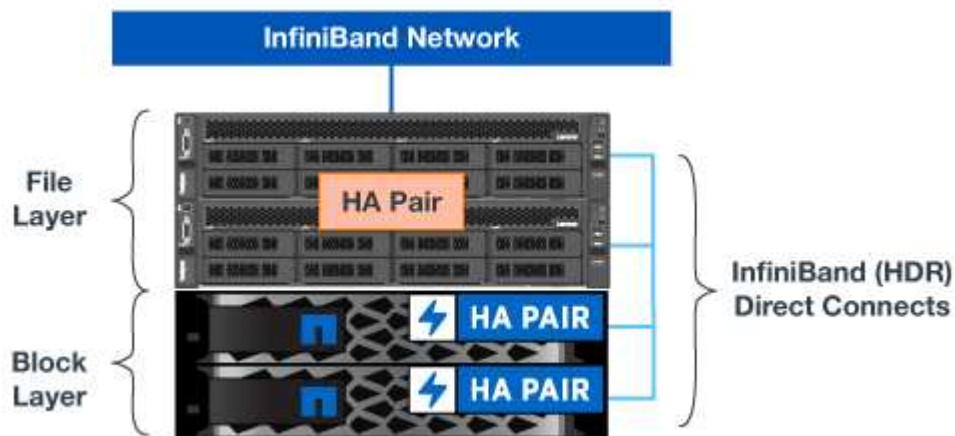 InfiniBand Network
File
Layer
HA Pair
InfiniBand (HDR)
Direct Connects
HA PAIR
Block
Layer
HA PAIR